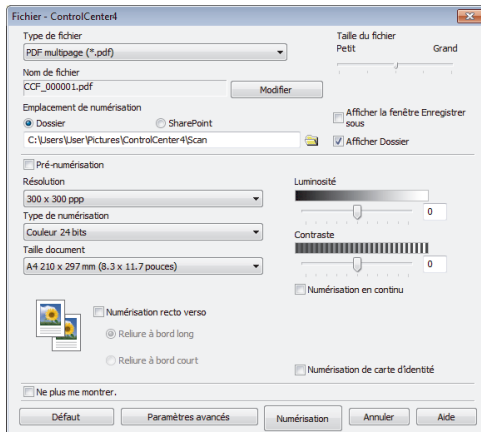 Fichier - ControlCenter4
Type de fichier
PDF multipage (*.pdf)
Taille du fichier
Petit Grand
Nom de fichier
CCF_000001.pdf
Modifier
Emplacement de numérisation
Dossier SharePoint
Afficher la fenêtre Enregistrer
sous
C:\Users\User\Pictures\ControlCenter4\Scan
Afficher Dossier
Pré-numérisation
Résolution
300 x 300 ppp
Luminosité
0
Type de numérisation
Couleur 24 bits
Contraste
0
Taille document
A4 210 x 297 mm (8.3 x 11.7 pouces)
Numérisation en continu
Numérisation recto verso
Reliure à bord long
Reliure à bord court
Numérisation de carte d'identité
Ne plus me montrer.
Défaut Paramètres avancés Numérisation Annuler Aide